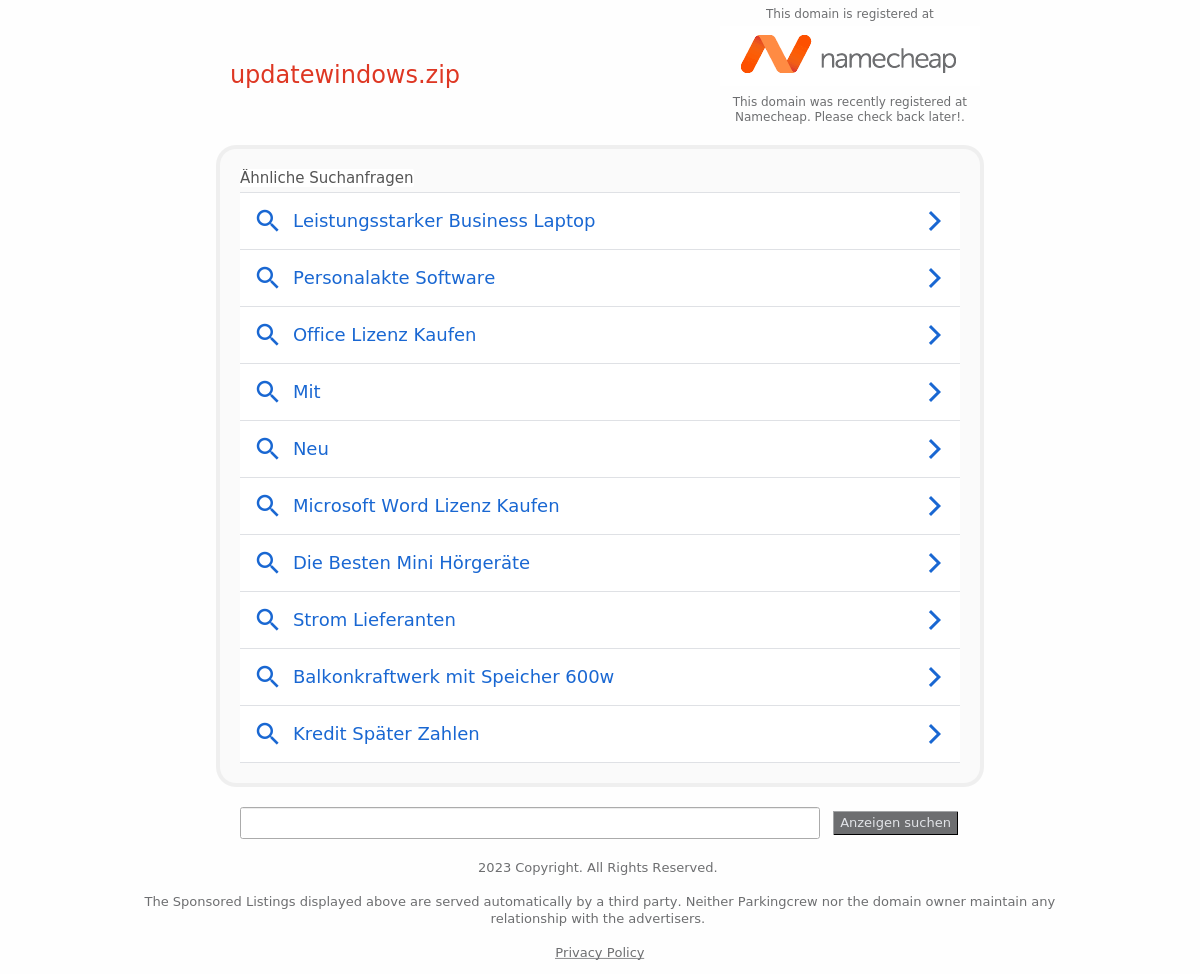 This domain is registered at
namecheap
updatewindows.zip
This domain was recently registered at
Namecheap. Please check back later!.
Ähnliche Suchanfragen
Leistungsstarker Business Laptop
Personalakte Software
Office Lizenz Kaufen
Mit
Neu
Microsoft Word Lizenz Kaufen
Die Besten Mini Hörgeräte
Strom Lieferanten
Balkonkraftwerk mit Speicher 600w
Kredit Später Zahlen
Anzeigen suchen
2023 Copyright. All Rights Reserved.
The Sponsored Listings displayed above are served automatically by a third party. Neither Parkingcrew nor the domain owner maintain any
relationship with the advertisers.
Privacy Policy